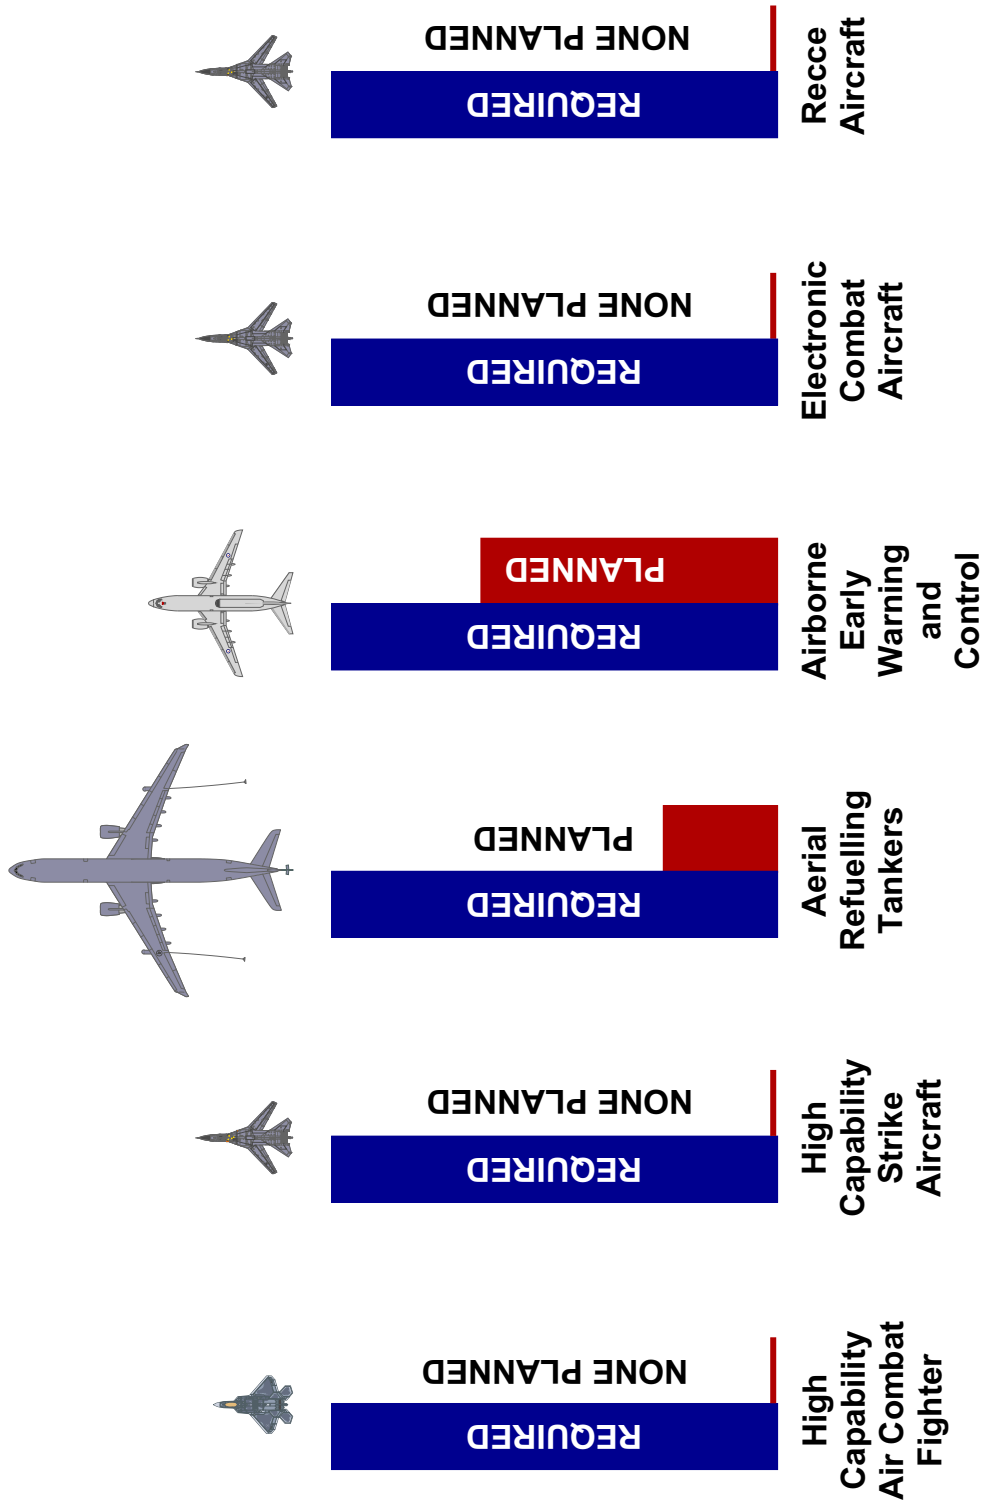 NONE PLANNED
REQUIRED
Recce
Aircraft
NONE PLANNED
REQUIRED
Electronic
Combat
Aircraft
PLANNED
REQUIRED
Airborne
Early
Warning
and
Control
PLANNED
REQUIRED
Aerial
Refuelling
Tankers
NONE PLANNED
REQUIRED
High
Capability
Strike
Aircraft
NONE PLANNED
REQUIRED
High
Capability
Air Combat
Fighter